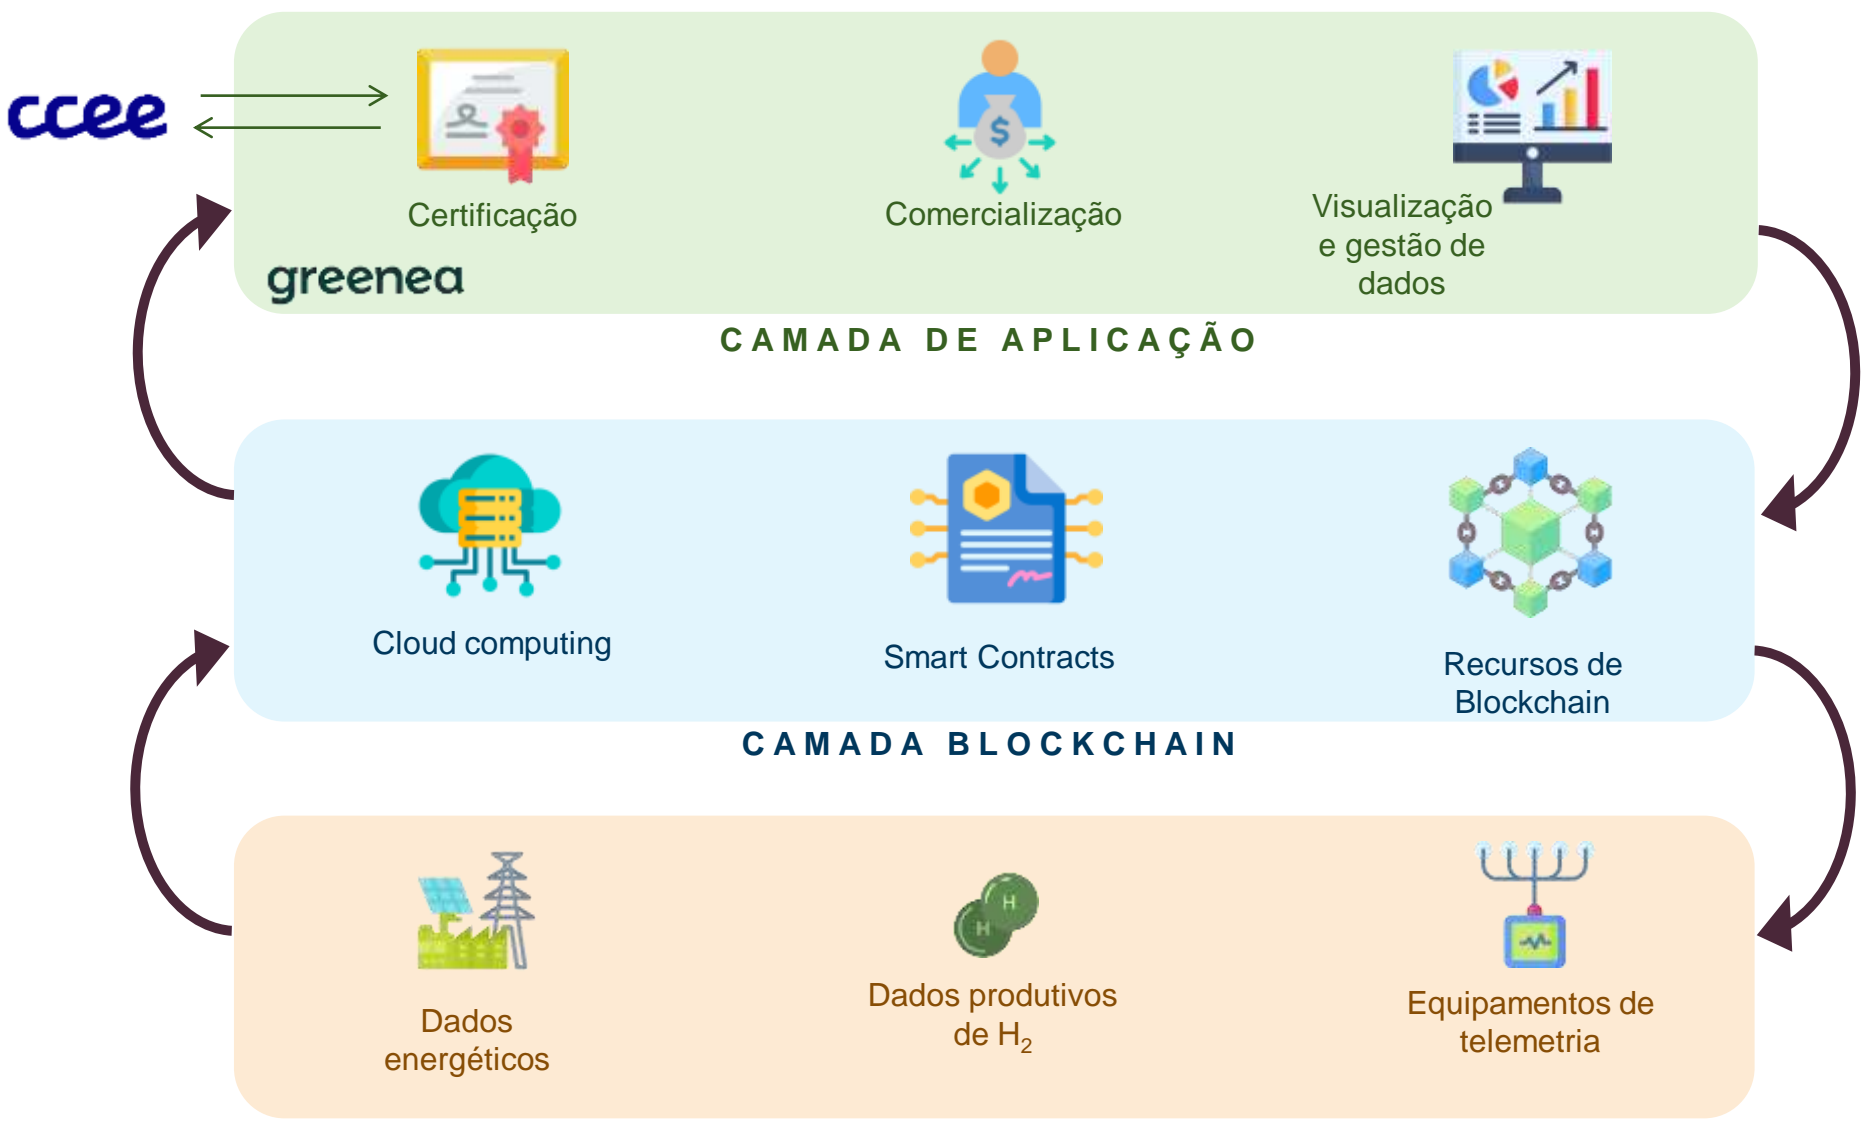 ccee
Certificação
Comercialização
Visualização
e gestão de
dados
$
greenea
CAMADA DE APLICAÇÃO
Cloud computing
Smart Contracts
Recursos de
Blockchain
CAMADA BLOCKCHAIN
H
H
Dados
energéticos
Dados produtivos
de H₂
Equipamentos de
telemetria